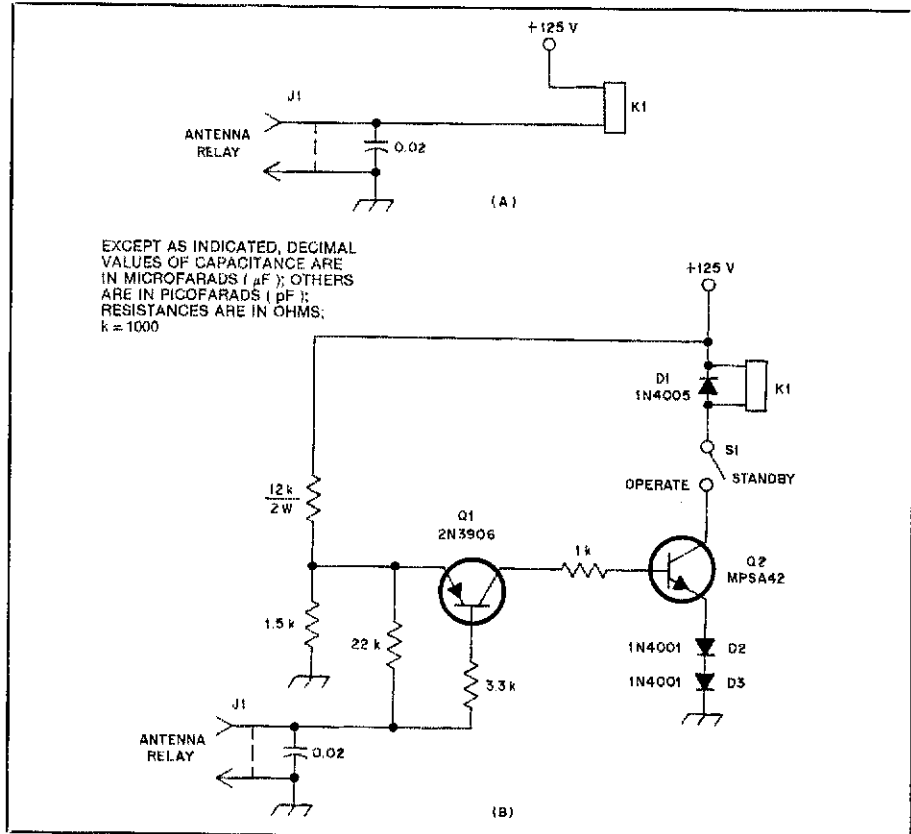 +125 V
J1
K1
ANTENNA
RELAY
0.02
(A)
EXCEPT AS INDICATED, DECIMAL
VALUES OF CAPACITANCE ARE
IN MICROFARADS ( µF ); OTHERS
ARE IN PICOFARADS ( pF );
RESISTANCES ARE IN OHMS;
k = 1000
+125 V
D1
1N4005
K1
S1
STANDBY
OPERATE
12 k
2W
Q1
2N3906
1 k
Q2
MPSA42
1.5 k
22 k
3.3 k
1N4001 D2
1N4001 D3
J1
ANTENNA
RELAY
0.02
(B)